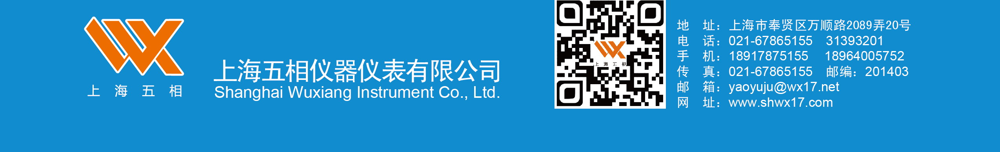 WX
上海五相
上海五相仪器仪表有限公司
Shanghai Wuxiang Instrument Co., Ltd.
上海五相
地 址：上海市奉贤区万顺路2089弄20号
电 话：021-67865155 31393201
手 机：18917875155 18964005752
传 真：021-67865155 邮编：201403
邮 箱：yaoyuju@wx17.net
网 址：www.shwx17.com